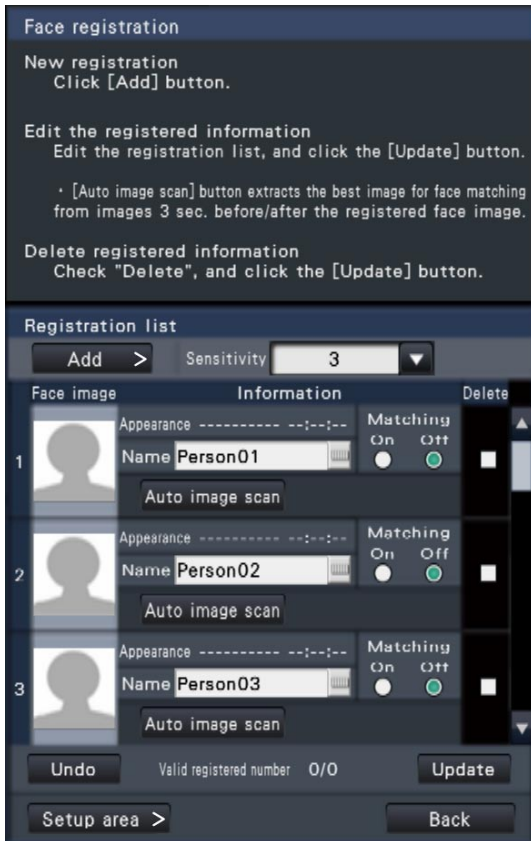 Face registration
New registration
Click [Add] button.
Edit the registered information
Edit the registration list, and click the [Update] button.
・[Auto image scan] button extracts the best image for face matching
from images 3 sec. before/after the registered face image.
Delete registered information
Check "Delete", and click the [Update] button.
Registration list
Add > Sensitivity 3
Face image Information Delete
Appearance ---------- --:--:-- Matching
On Off
1 Name Person01
Auto image scan
Appearance ---------- --:--:-- Matching
On Off
2 Name Person02
Auto image scan
Appearance ---------- --:--:-- Matching
On Off
3 Name Person03
Auto image scan
Undo Valid registered number 0/0 Update
Setup area > Back